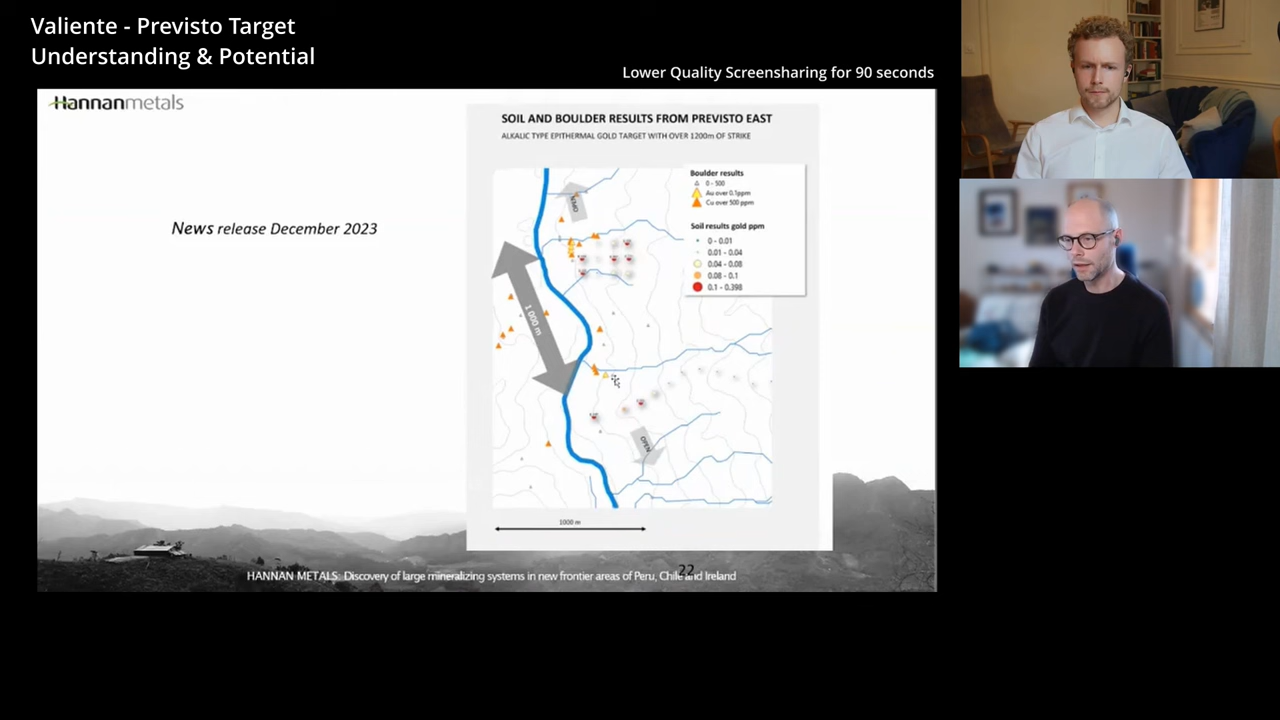 Valiente - Previsto Target
Understanding & Potential
Lower Quality Screensharing for 90 seconds
Hannanmetals
SOIL AND BOULDER RESULTS FROM PREVISTO EAST
ALKALIC TYPE EPITHERMAL GOLD TARGET WITH OVER 1200m OF STRIKE
News release December 2023
Boulder results
0 - 500
Au over 0.1ppm
Cu over 500 ppm
Soil results gold ppm
0 - 0.01
0.01 - 0.04
0.04 - 0.08
0.08 - 0.1
0.1 - 0.398
OPEN
1 000 m
OPEN
1000 m
22
HANNAN METALS: Discovery of large mineralizing systems in new frontier areas of Peru, Chile and Ireland